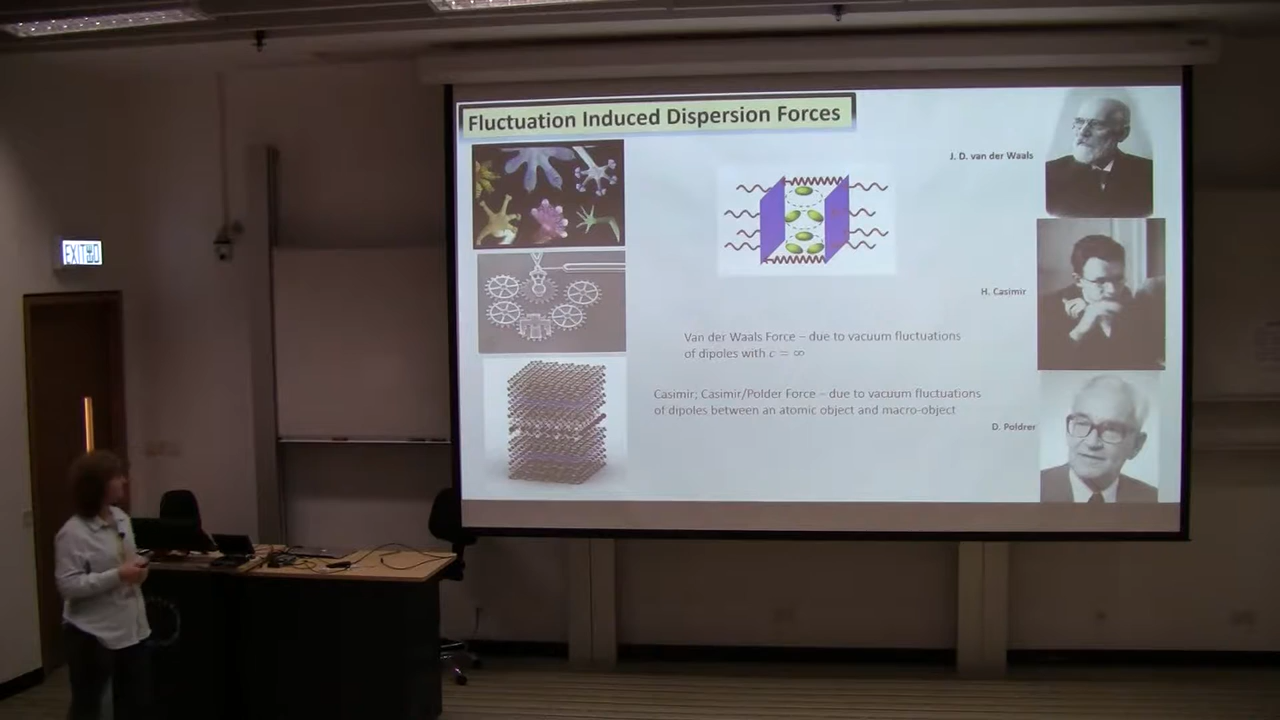 Fluctuation Induced Dispersion Forces
J. D. van der Waals
H. Casimir
Van der Waals Force – due to vacuum fluctuations
of dipoles with c = ∞
Casimir; Casimir/Polder Force – due to vacuum fluctuations
of dipoles between an atomic object and macro-object
D. Poldrer
EXIT